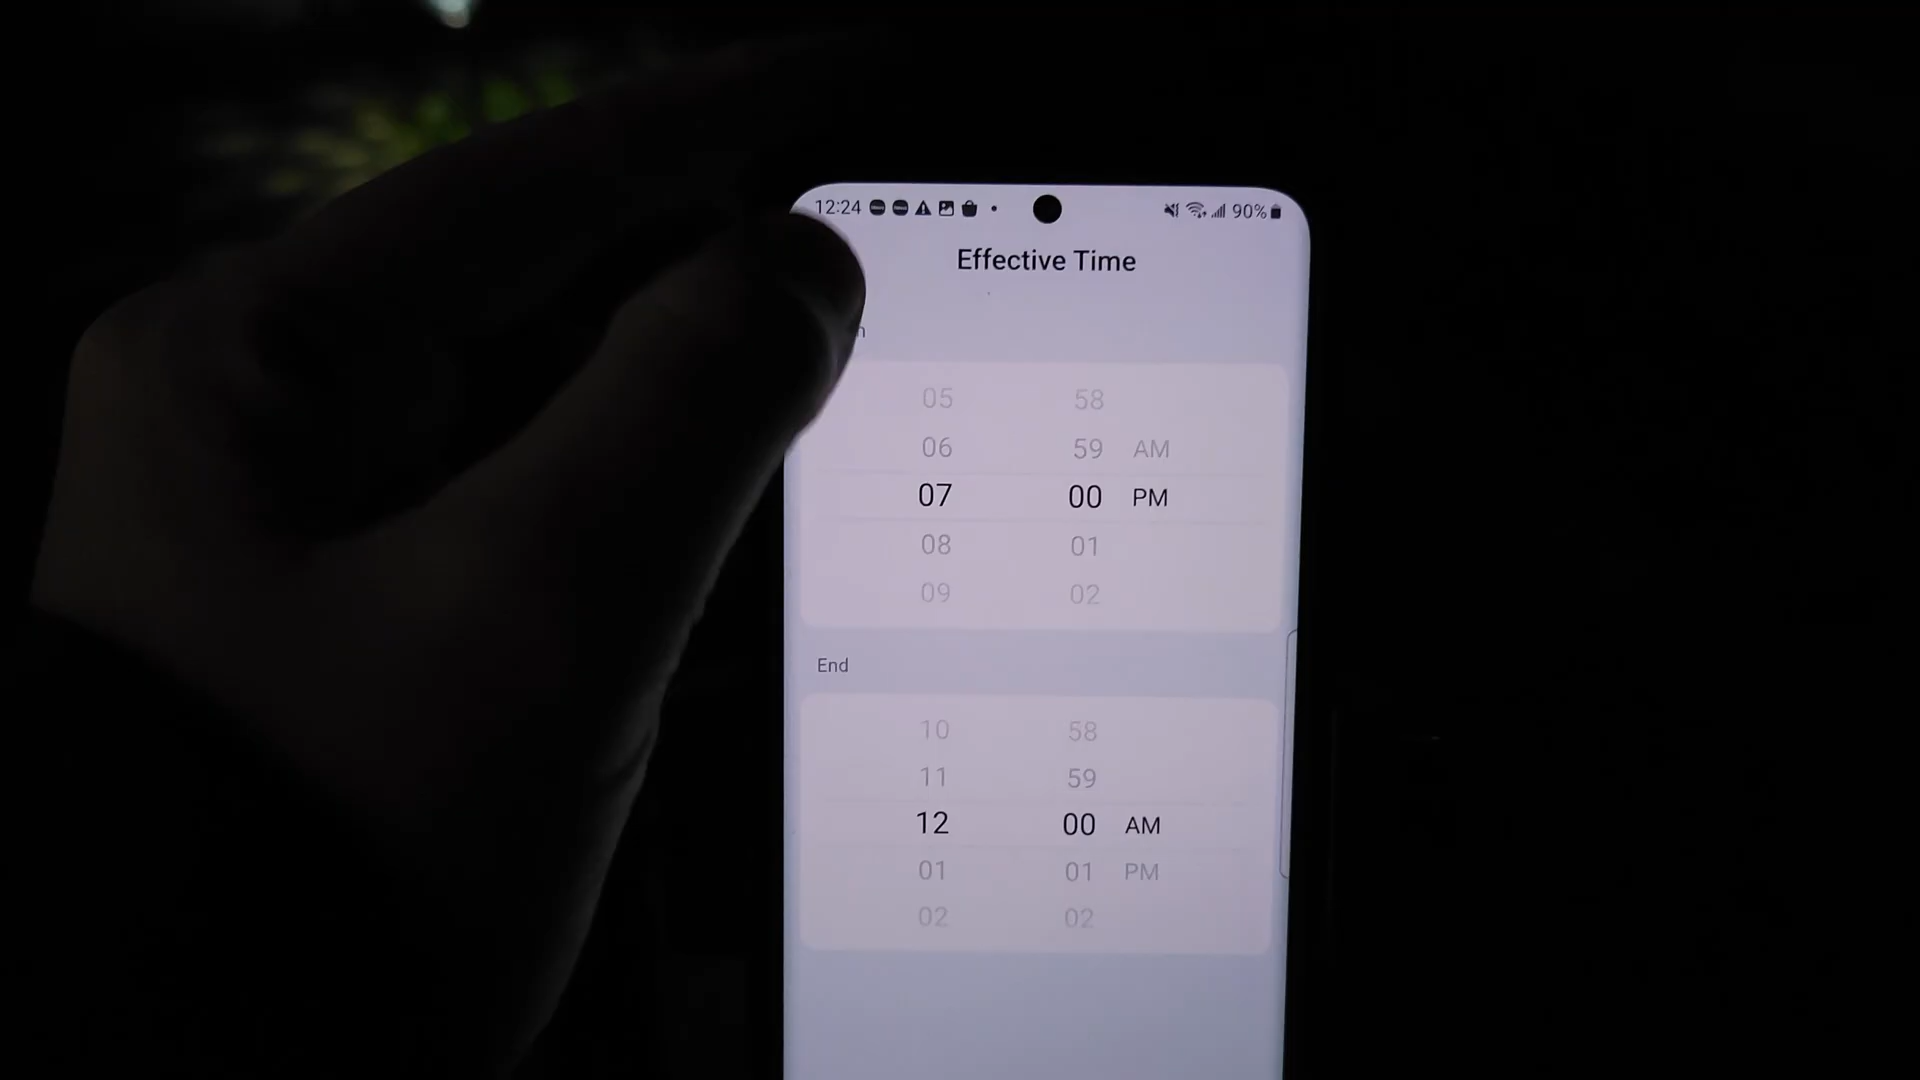 12:24 90%
Effective Time
05 58
06 59 AM
07 00 PM
08 01
09 02
End
10 58
11 59
12 00 AM
01 01 PM
02 02